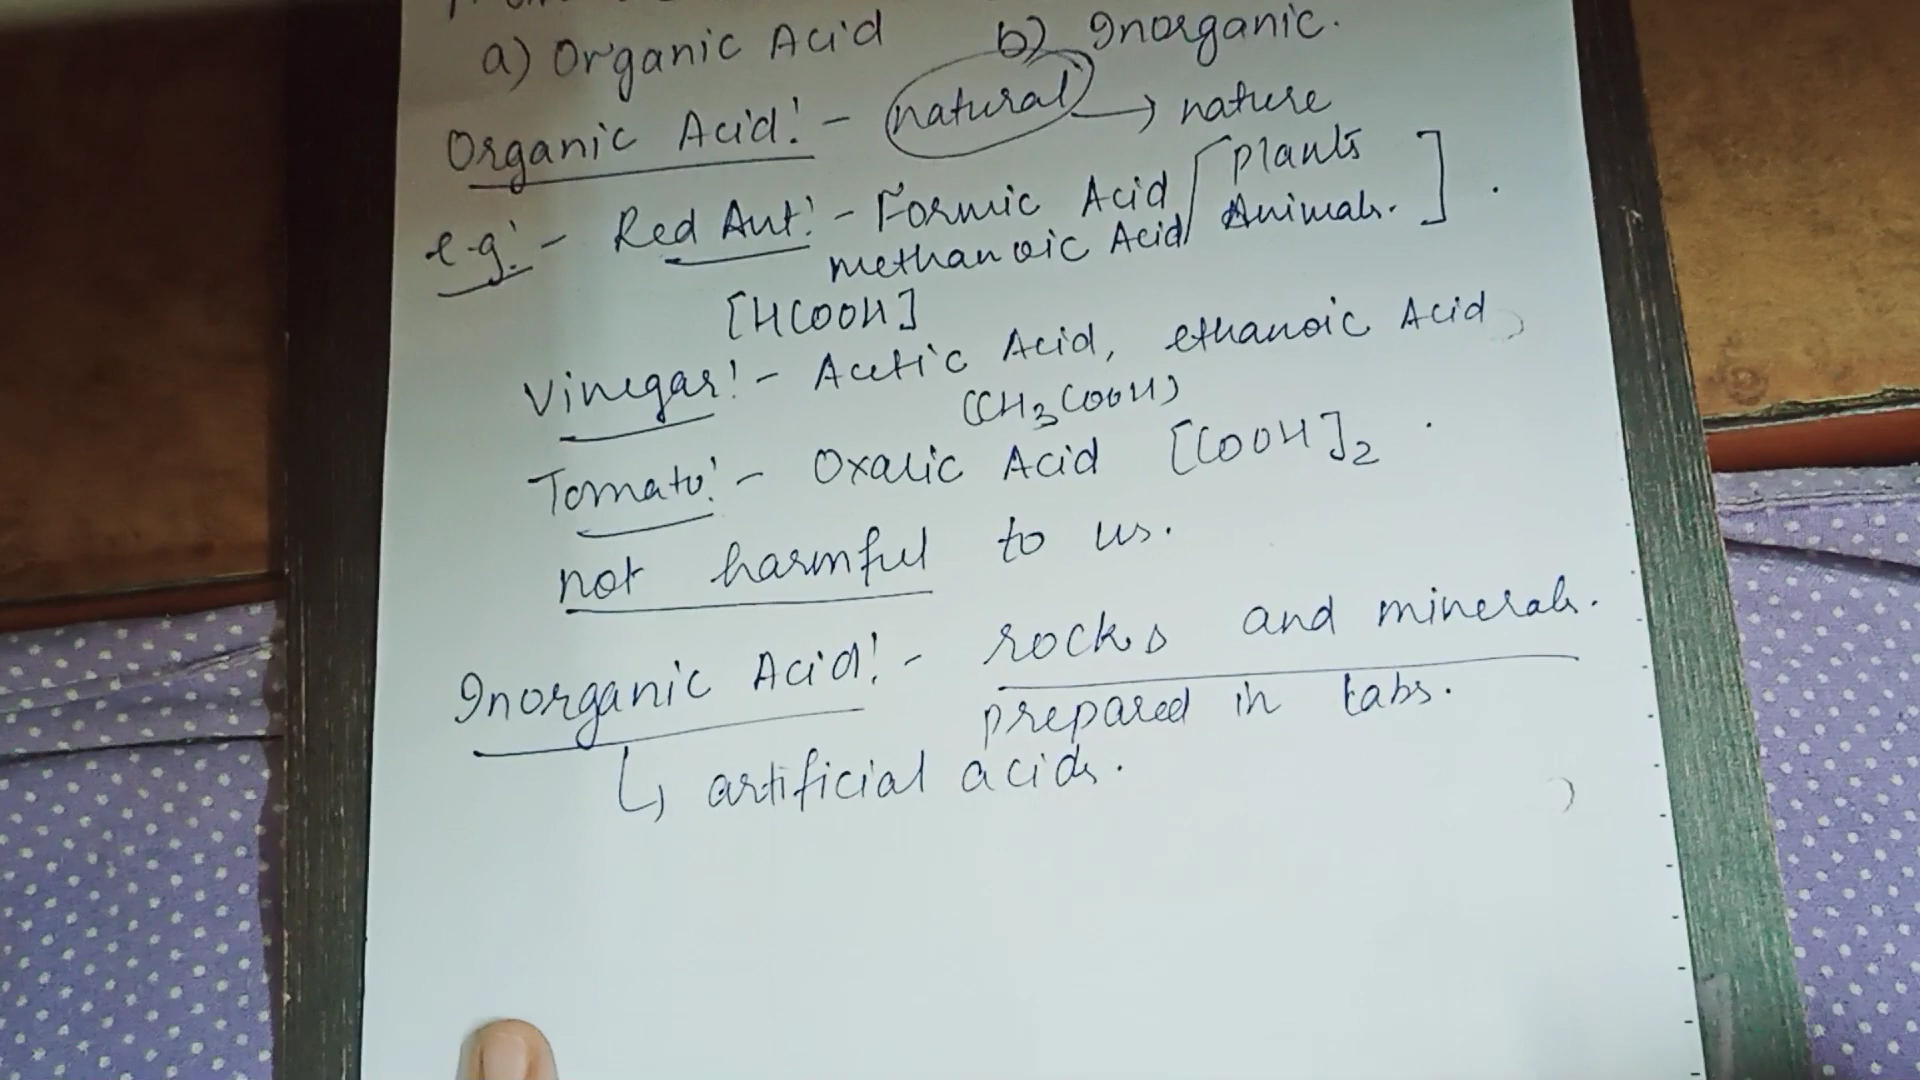 a) Organic Acid b) Inorganic.
Organic Acid:- natural → nature
e.g:- Red Ant:- Formic Acid [plants
methanoic Acid Animals.] .
[HCOOH]
Vinegar:- Acetic Acid, ethanoic Acid
(CH3COOH)
Tomato:- Oxalic Acid [COOH]2 .
not harmful to us.
Inorganic Acid:- rocks and minerals.
prepared in labs.
↳ artificial acids.